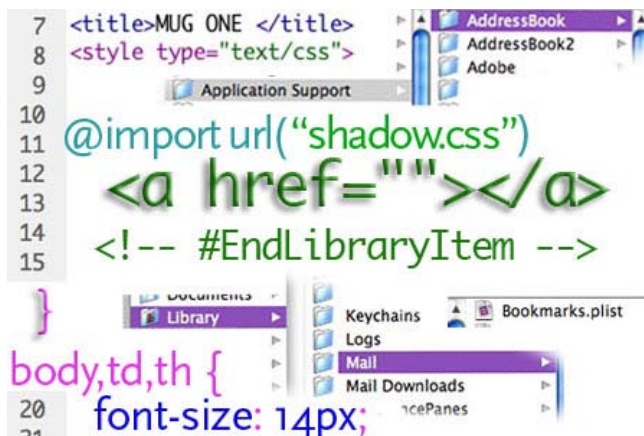 7 <title>MUG ONE </title>
8 <style type="text/css">
AddressBook
AddressBook2
Adobe
9
Application Support
10
11 @import url(“shadow.css”)
12
13 <a href=""></a>
14
15 <!-- #EndLibraryItem -->
}
Documents
Library
Keychains
Logs
Mail
Mail Downloads
Bookmarks.plist
body,td,th {
20 font-size: 14px;